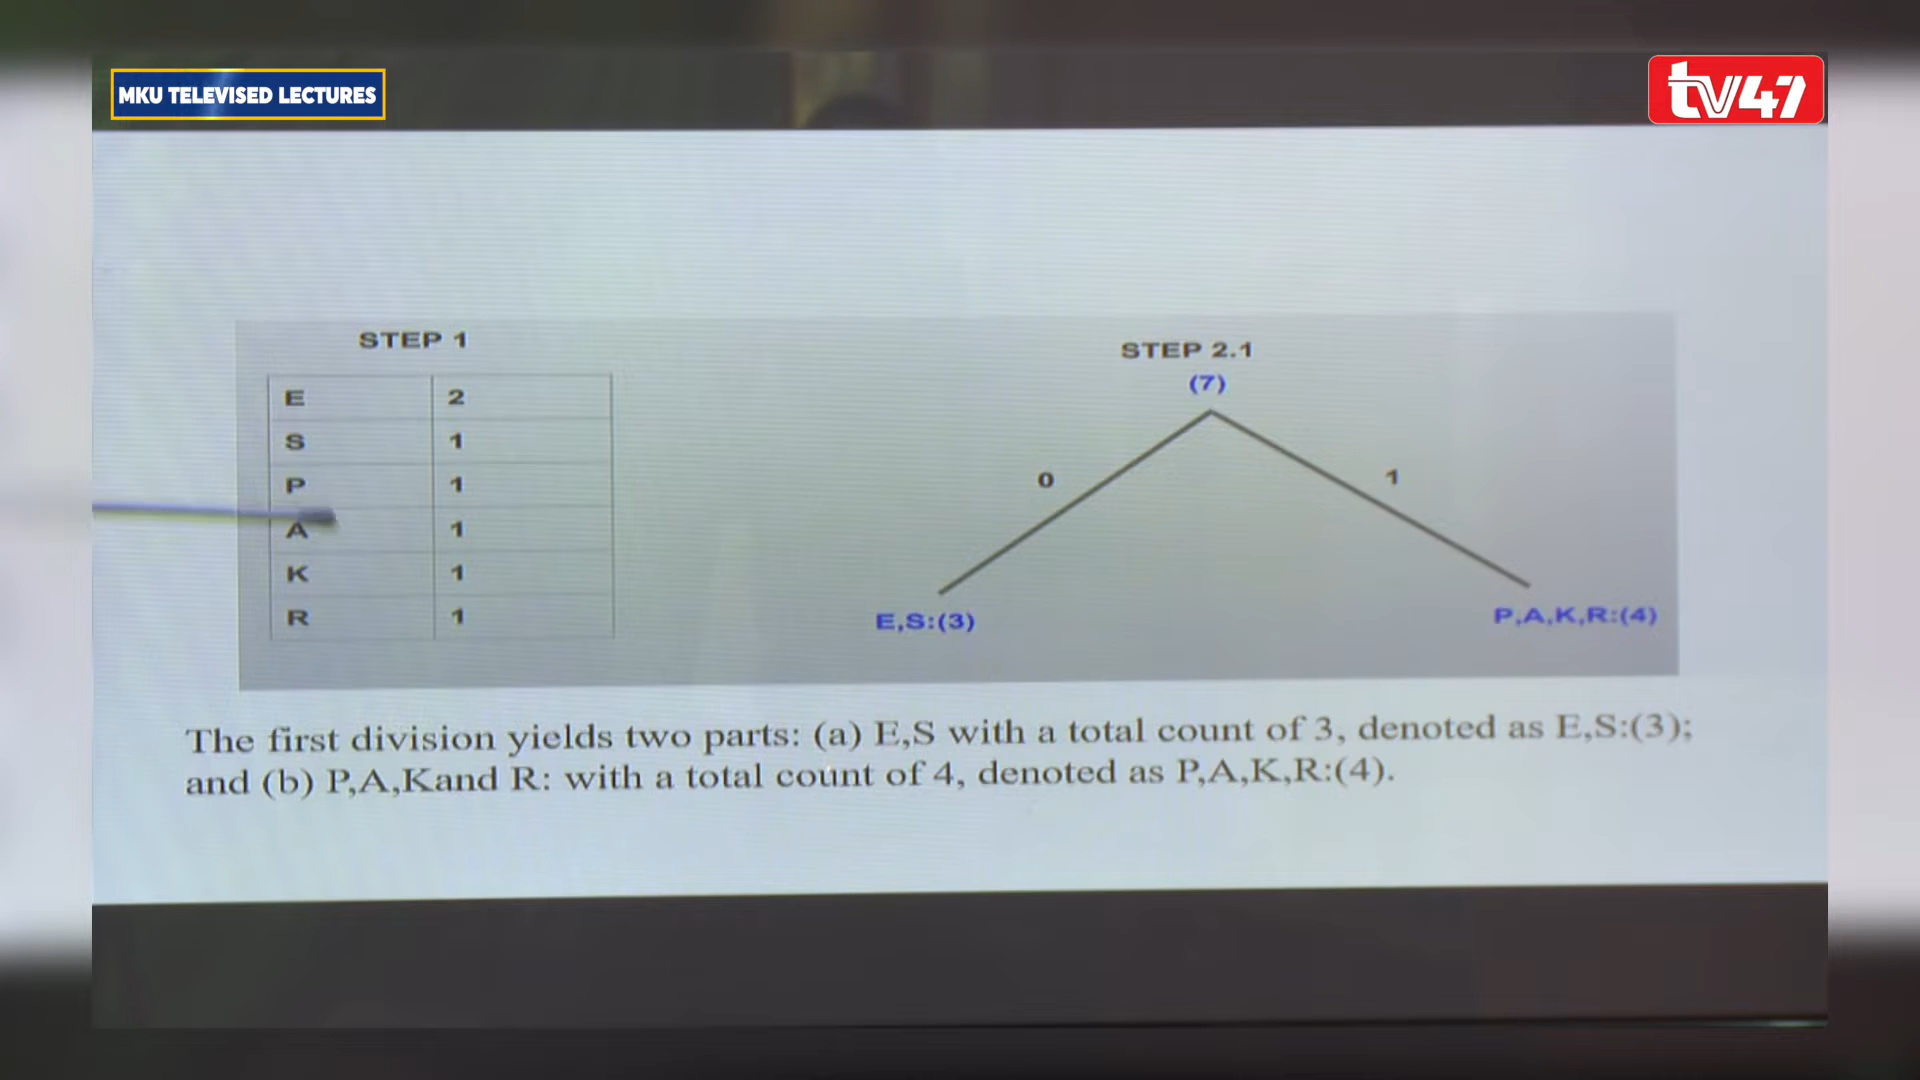 MKU TELEVISED LECTURES
tv47
STEP 1
E 2
S 1
P 1
A 1
K 1
R 1
STEP 2.1
(7)
0 1
E,S:(3) P,A,K,R:(4)
The first division yields two parts: (a) E,S with a total count of 3, denoted as E,S:(3);
and (b) P,A,Kand R: with a total count of 4, denoted as P,A,K,R:(4).